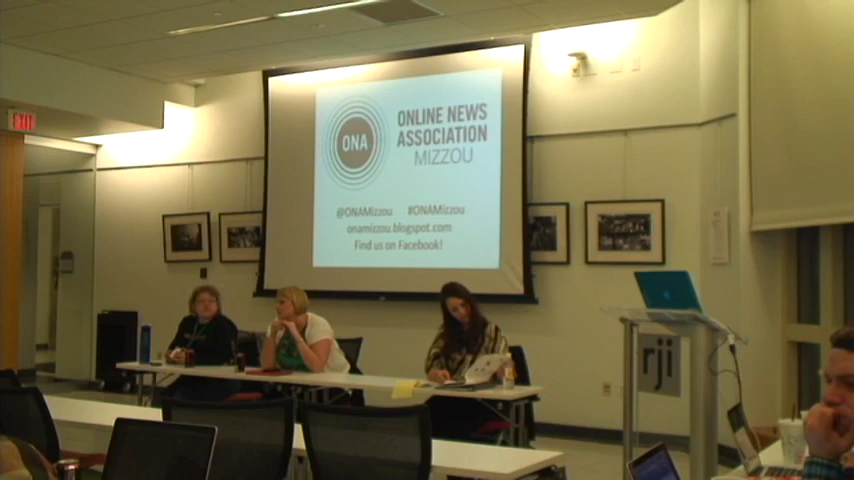 EXIT
ONA
ONLINE NEWS
ASSOCIATION
MIZZOU
@ONAMizzou #ONAMizzou
onamizzou.blogspot.com
Find us on Facebook!
rji